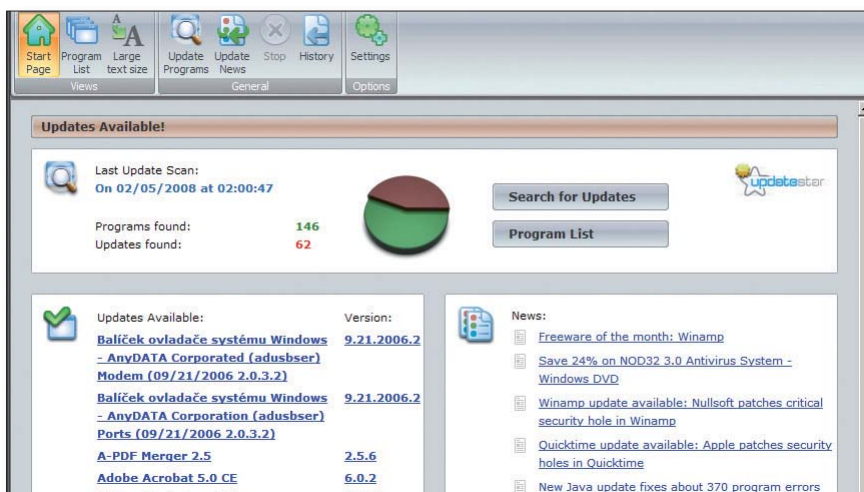 Start
Page
Program
List
A
A
Large
text size
Update
Programs
Update
News
Stop
History
Settings
Views
General
Options
Updates Available!
Last Update Scan:
On 02/05/2008 at 02:00:47
Programs found: 146
Updates found: 62
Search for Updates
Program List
updatestar
Updates Available: Version:
Balíček ovladače systému Windows 9.21.2006.2
- AnyDATA Corporated (adusbser)
Modem (09/21/2006 2.0.3.2)
Balíček ovladače systému Windows 9.21.2006.2
- AnyDATA Corporation (adusbser)
Ports (09/21/2006 2.0.3.2)
A-PDF Merger 2.5 2.5.6
Adobe Acrobat 5.0 CE 6.0.2
News:
Freeware of the month: Winamp
Save 24% on NOD32 3.0 Antivirus System -
Windows DVD
Winamp update available: Nullsoft patches critical
security hole in Winamp
Quicktime update available: Apple patches security
holes in Quicktime
New Java update fixes about 370 program errors